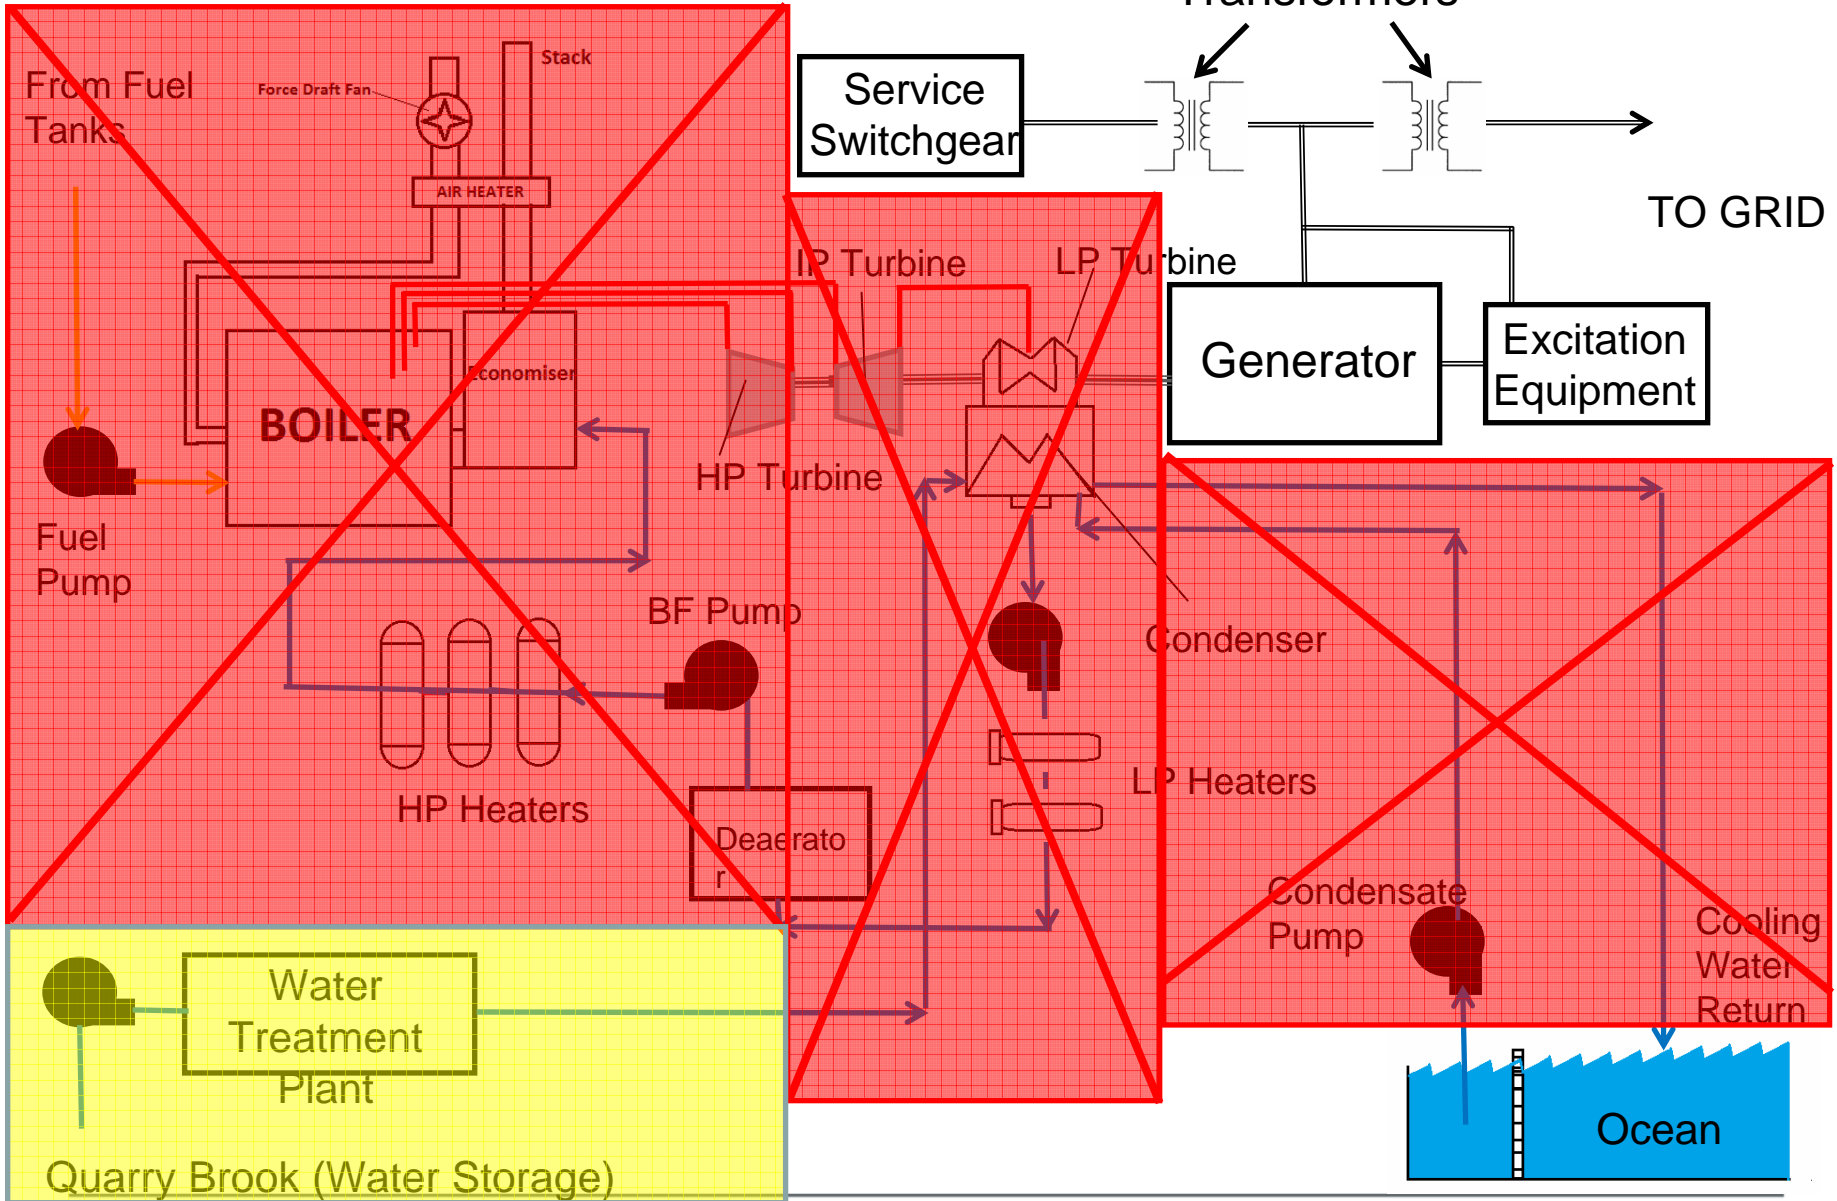 Transformers
From Fuel
Tanks
Force Draft Fan
Stack
AIR HEATER
Service
Switchgear
TO GRID
IP Turbine
LP Turbine
Generator
Excitation
Equipment
Economiser
BOILER
HP Turbine
Fuel
Pump
BF Pump
Condenser
HP Heaters
LP Heaters
Deaerato
r
Condensate
Pump
Cooling
Water
Return
Water
Treatment
Plant
Ocean
Quarry Brook (Water Storage)